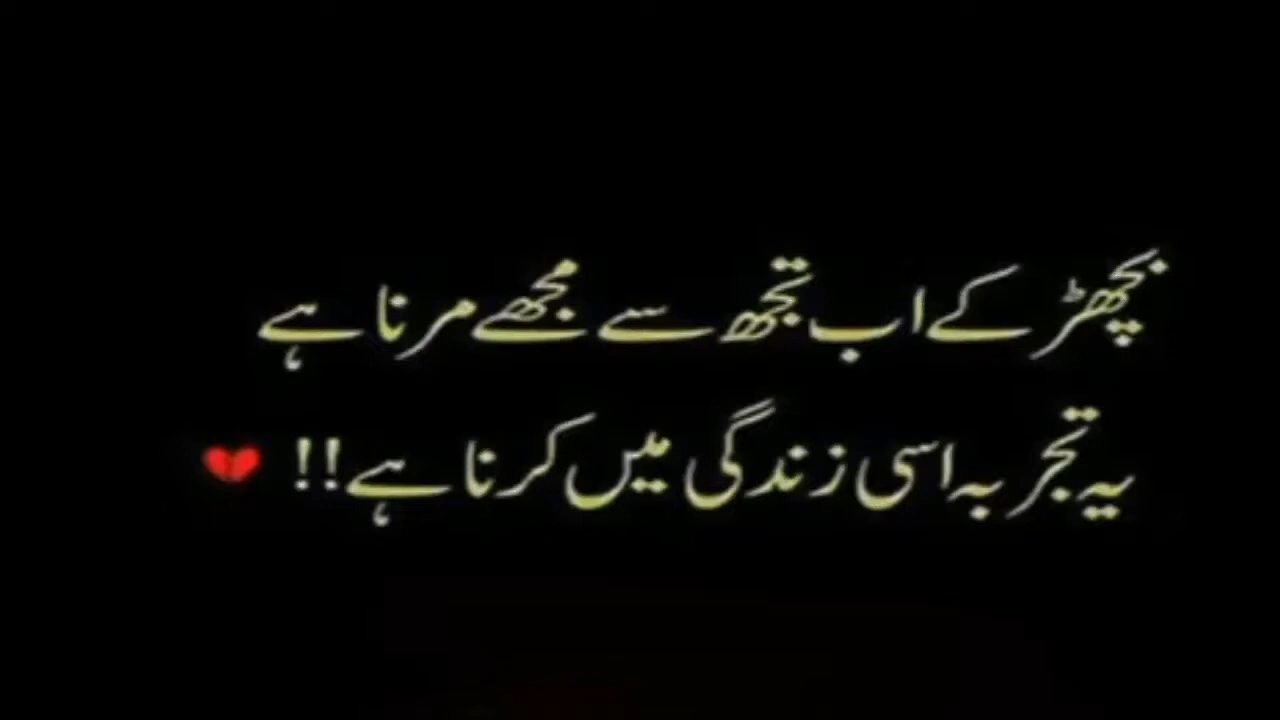 بچھڑ کے اب تجھ سے مجھے مرنا ہے
یہ تجربہ اسی زندگی میں کرنا ہے!! 💔